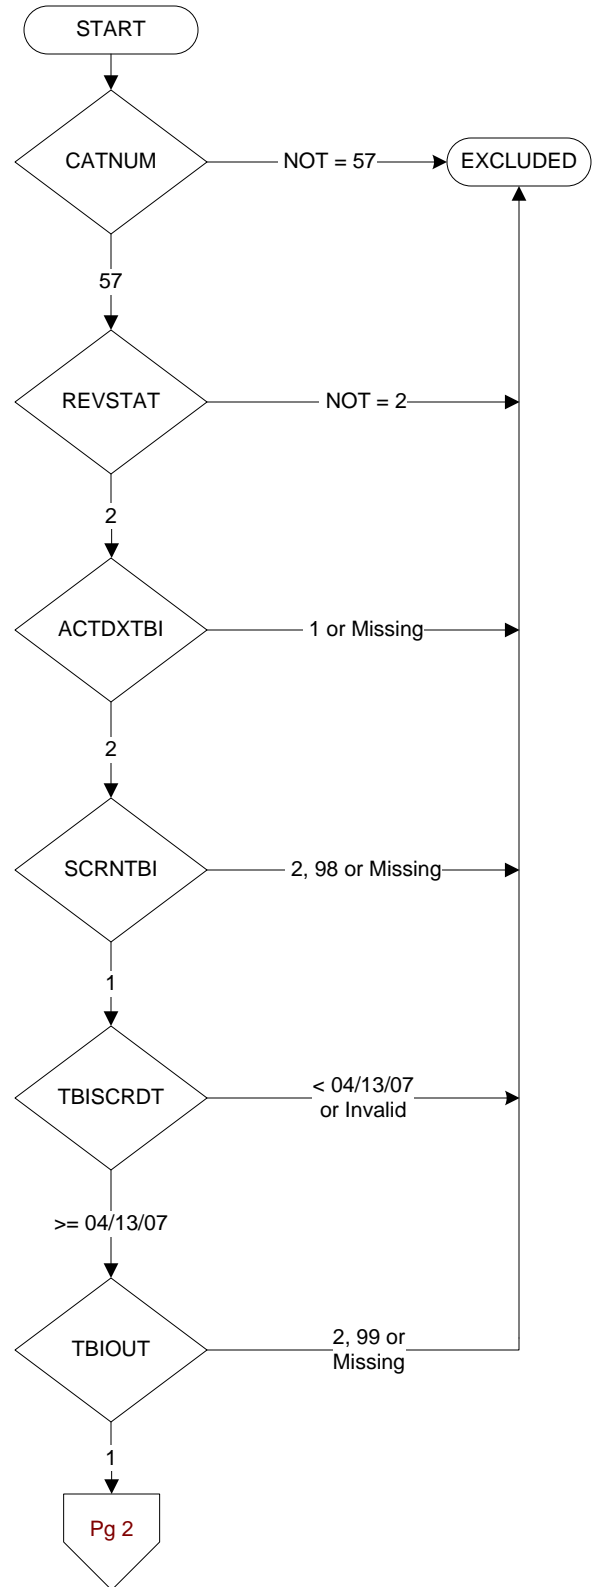 START
CATNUM
NOT = 57
EXCLUDED
57
REVSTAT
NOT = 2
2
ACTDXTBI
1 or Missing
2
SCRNTBI
2, 98 or Missing
1
TBISCRDT
< 04/13/07
or Invalid
>= 04/13/07
TBIOUT
2, 99 or
Missing
1
Pg 2